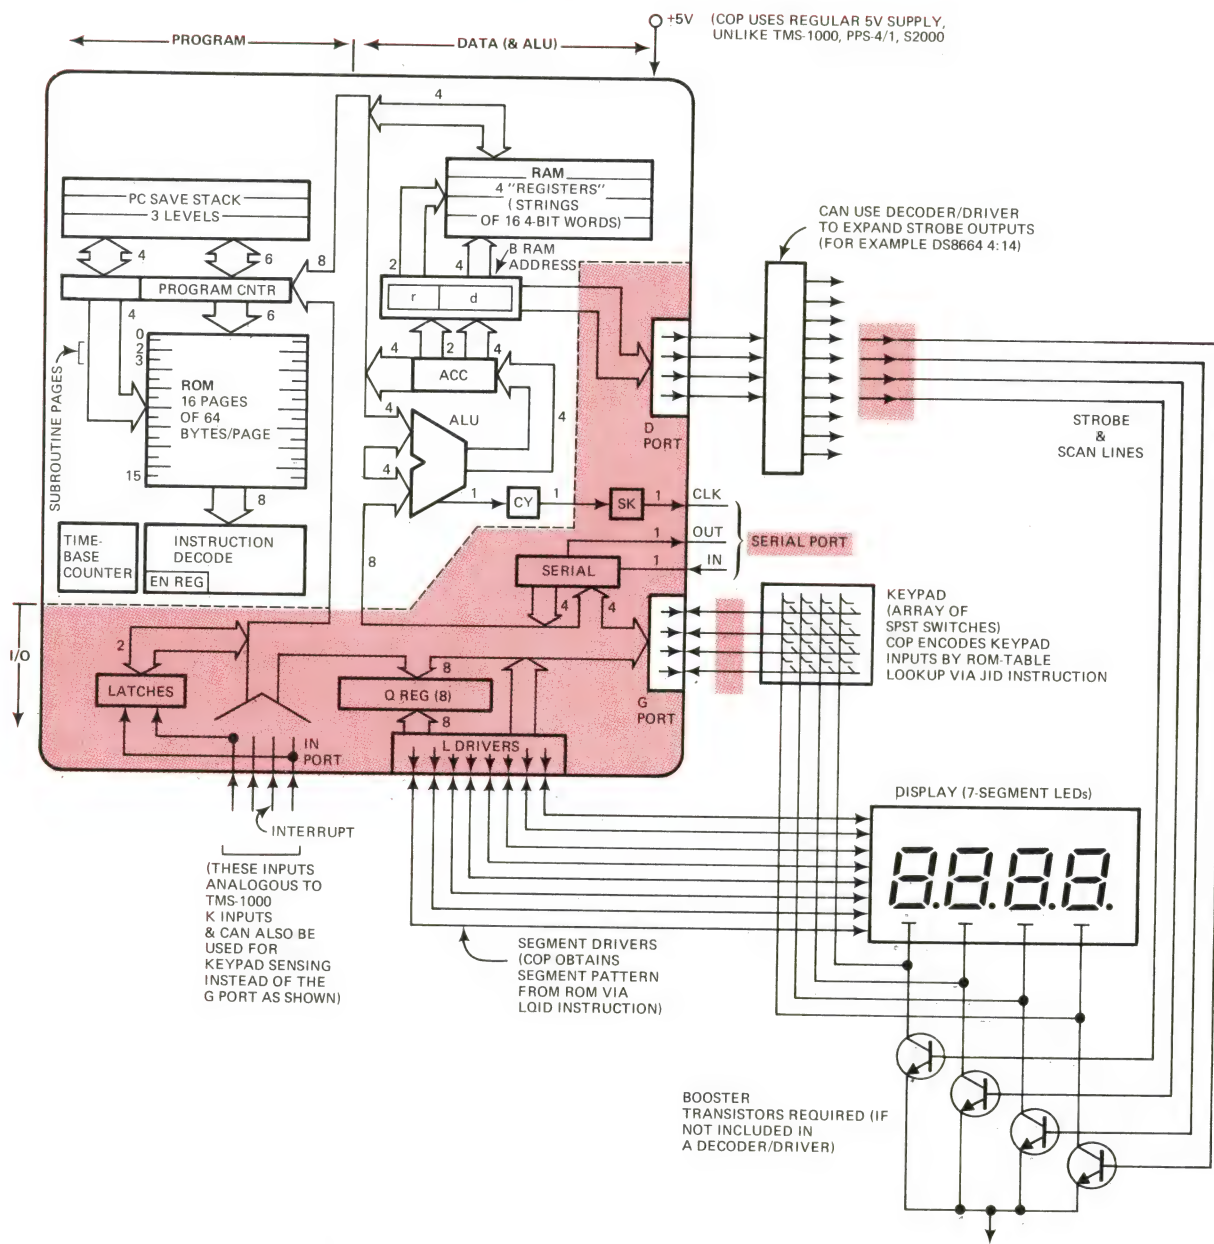 PROGRAM
DATA (& ALU)
+5V (COP USES REGULAR 5V SUPPLY,
UNLIKE TMS-1000, PPS-4/1, S2000
4
RAM
4 "REGISTERS"
(STRINGS
OF 16 4-BIT WORDS)
PC SAVE STACK
3 LEVELS
CAN USE DECODER/DRIVER
TO EXPAND STROBE OUTPUTS
(FOR EXAMPLE DS8664 4:14)
4
6
8
2
4
B RAM
ADDRESS
PROGRAM CNTR
r
d
4
6
0
2
3
15
SUBROUTINE PAGES
ROM
16 PAGES
OF 64
BYTES/PAGE
4
2
4
ACC
4
ALU
4
4
D
PORT
STROBE
&
SCAN LINES
8
1
CY
1
SK
1
CLK
1
OUT
1
IN
SERIAL PORT
TIME-
BASE
COUNTER
INSTRUCTION
DECODE
EN REG
8
SERIAL
4
4
KEYPAD
(ARRAY OF
SPST SWITCHES)
COP ENCODES KEYPAD
INPUTS BY ROM-TABLE
LOOKUP VIA JID INSTRUCTION
I/O
2
LATCHES
8
Q REG (8)
8
G
PORT
IN
PORT
L DRIVERS
DISPLAY (7-SEGMENT LEDs)
8.8.8.8.
INTERRUPT
(THESE INPUTS
ANALOGOUS TO
TMS-1000
K INPUTS
& CAN ALSO BE
USED FOR
KEYPAD SENSING
INSTEAD OF THE
G PORT AS SHOWN)
SEGMENT DRIVERS
(COP OBTAINS
SEGMENT PATTERN
FROM ROM VIA
LQID INSTRUCTION)
BOOSTER
TRANSISTORS REQUIRED (IF
NOT INCLUDED IN
A DECODER/DRIVER)